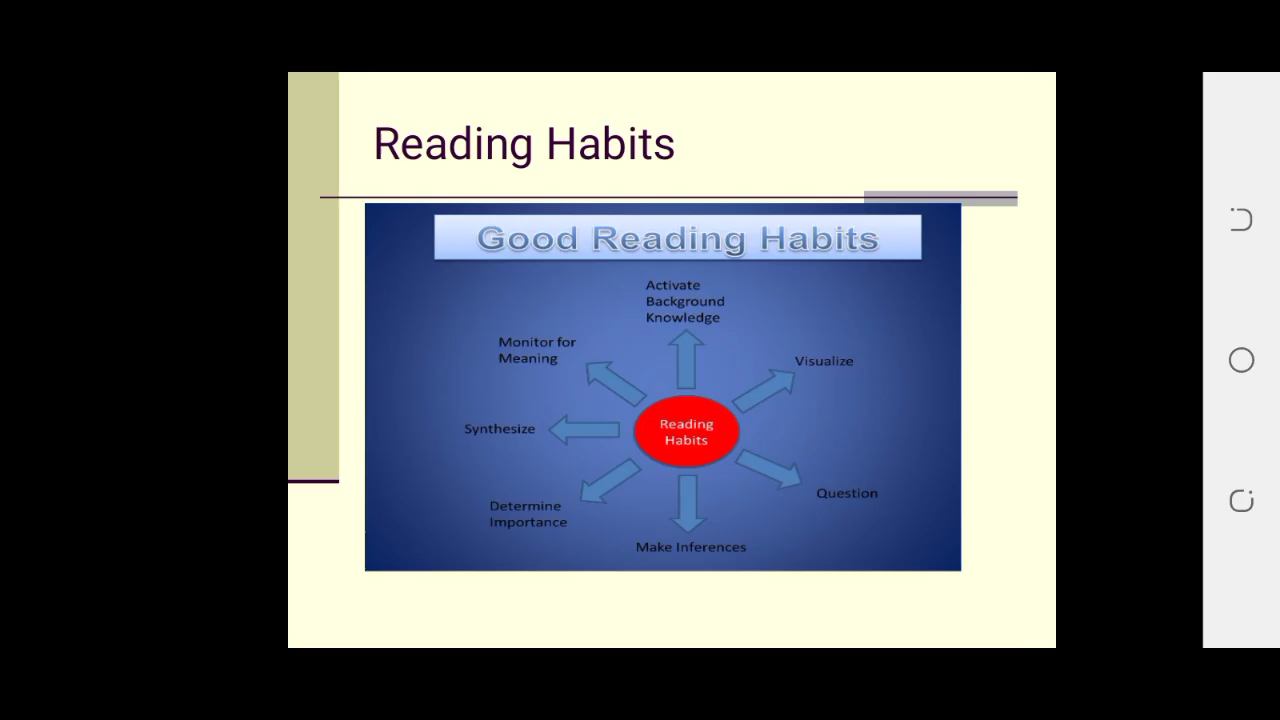 Reading Habits
Good Reading Habits
Activate
Background
Knowledge
Monitor for
Meaning
Visualize
Synthesize
Reading
Habits
Determine
Importance
Question
Make Inferences